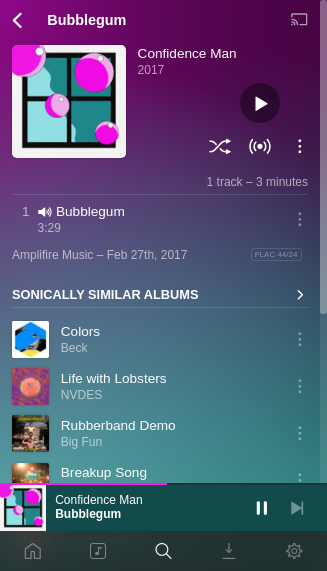 Bubblegum
Confidence Man
2017
1 track – 3 minutes
1 Bubblegum
3:29
Amplifire Music – Feb 27th, 2017
FLAC 44/24
SONICALLY SIMILAR ALBUMS
Colors
Beck
Life with Lobsters
NVDES
Rubberband Demo
Big Fun
Breakup Song
Confidence Man
Bubblegum